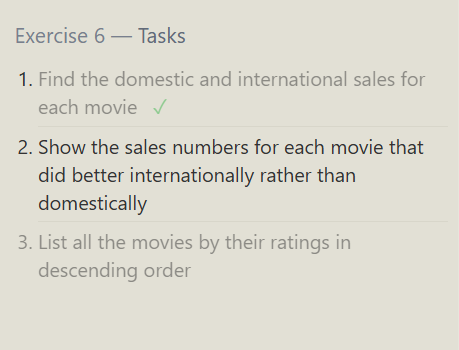 Exercise 6 — Tasks
1. Find the domestic and international sales for
each movie ✓
2. Show the sales numbers for each movie that
did better internationally rather than
domestically
3. List all the movies by their ratings in
descending order